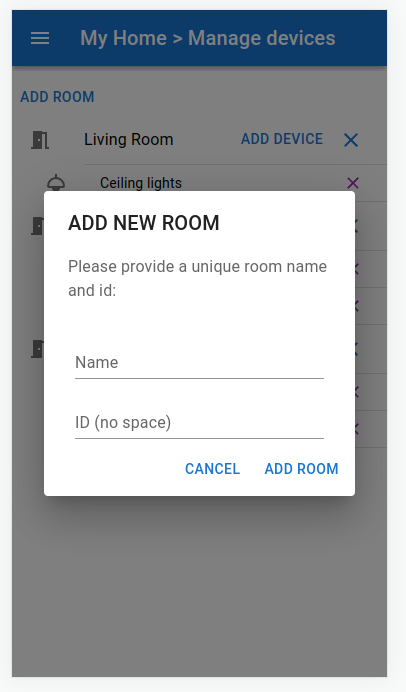 My Home > Manage devices
ADD ROOM
Living Room ADD DEVICE
Ceiling lights
ADD NEW ROOM
Please provide a unique room name
and id:
Name
ID (no space)
CANCEL ADD ROOM